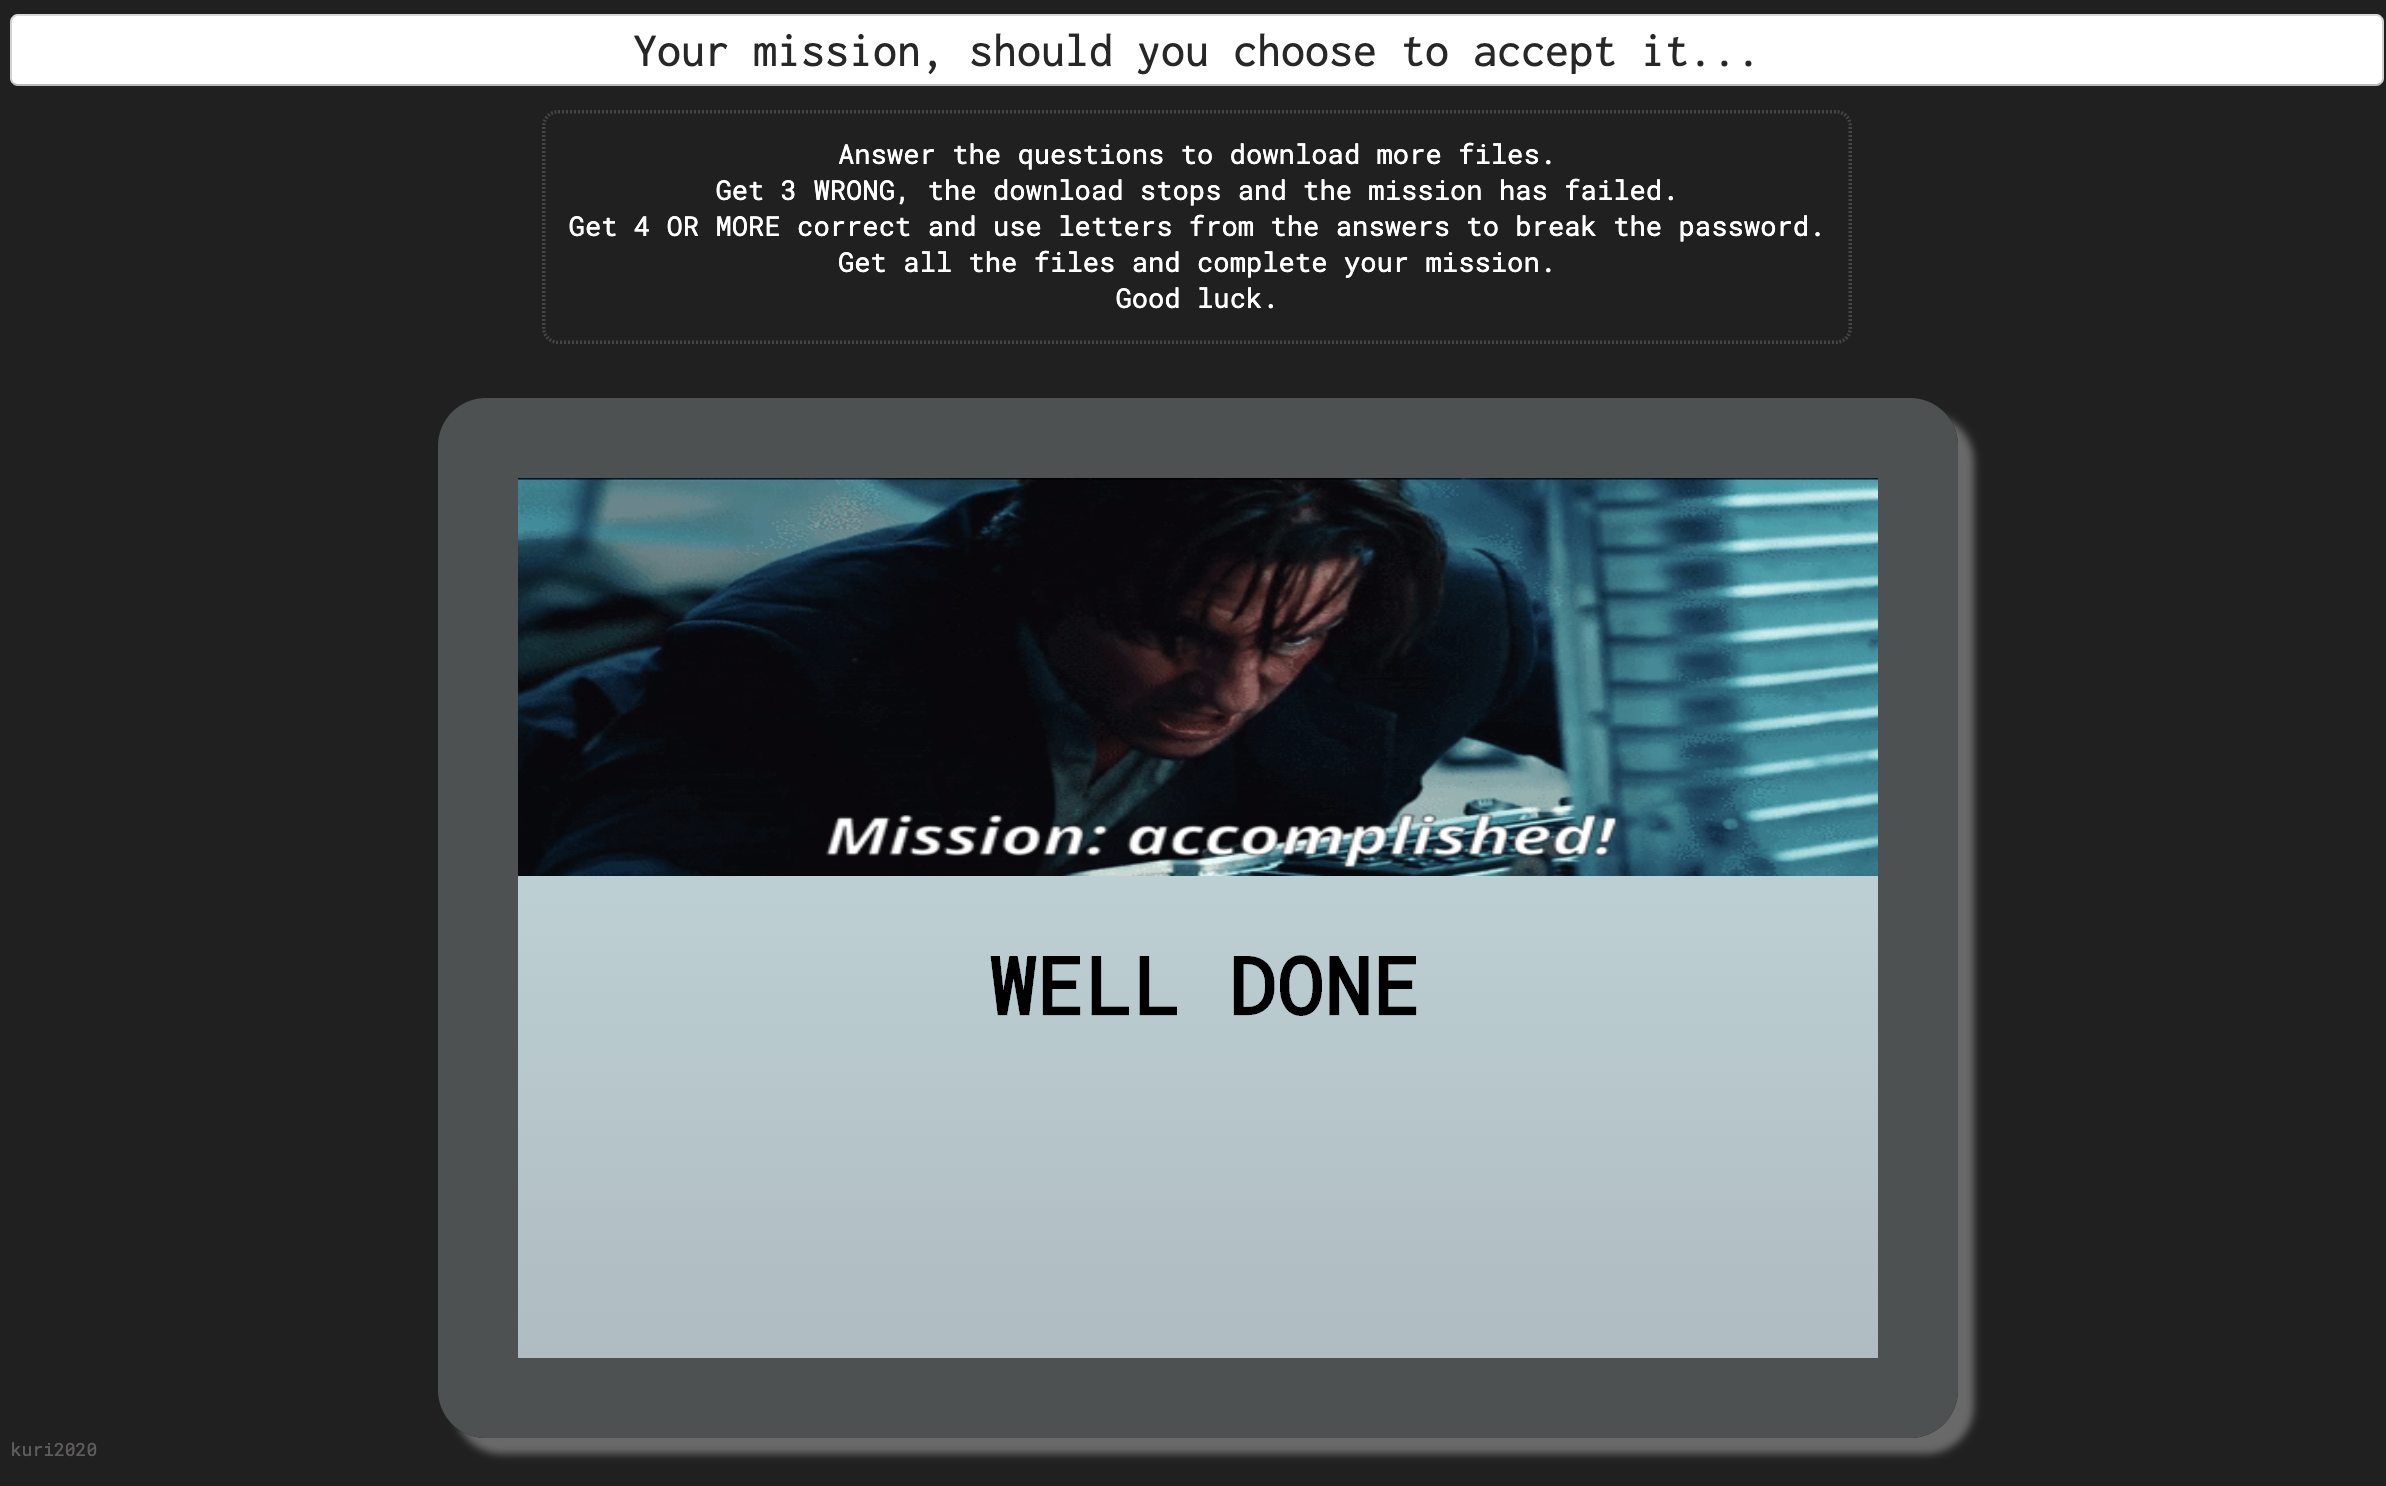 Your mission, should you choose to accept it...
Answer the questions to download more files.
Get 3 WRONG, the download stops and the mission has failed.
Get 4 OR MORE correct and use letters from the answers to break the password.
Get all the files and complete your mission.
Good luck.
Mission: accomplished!
WELL DONE
kuri2020